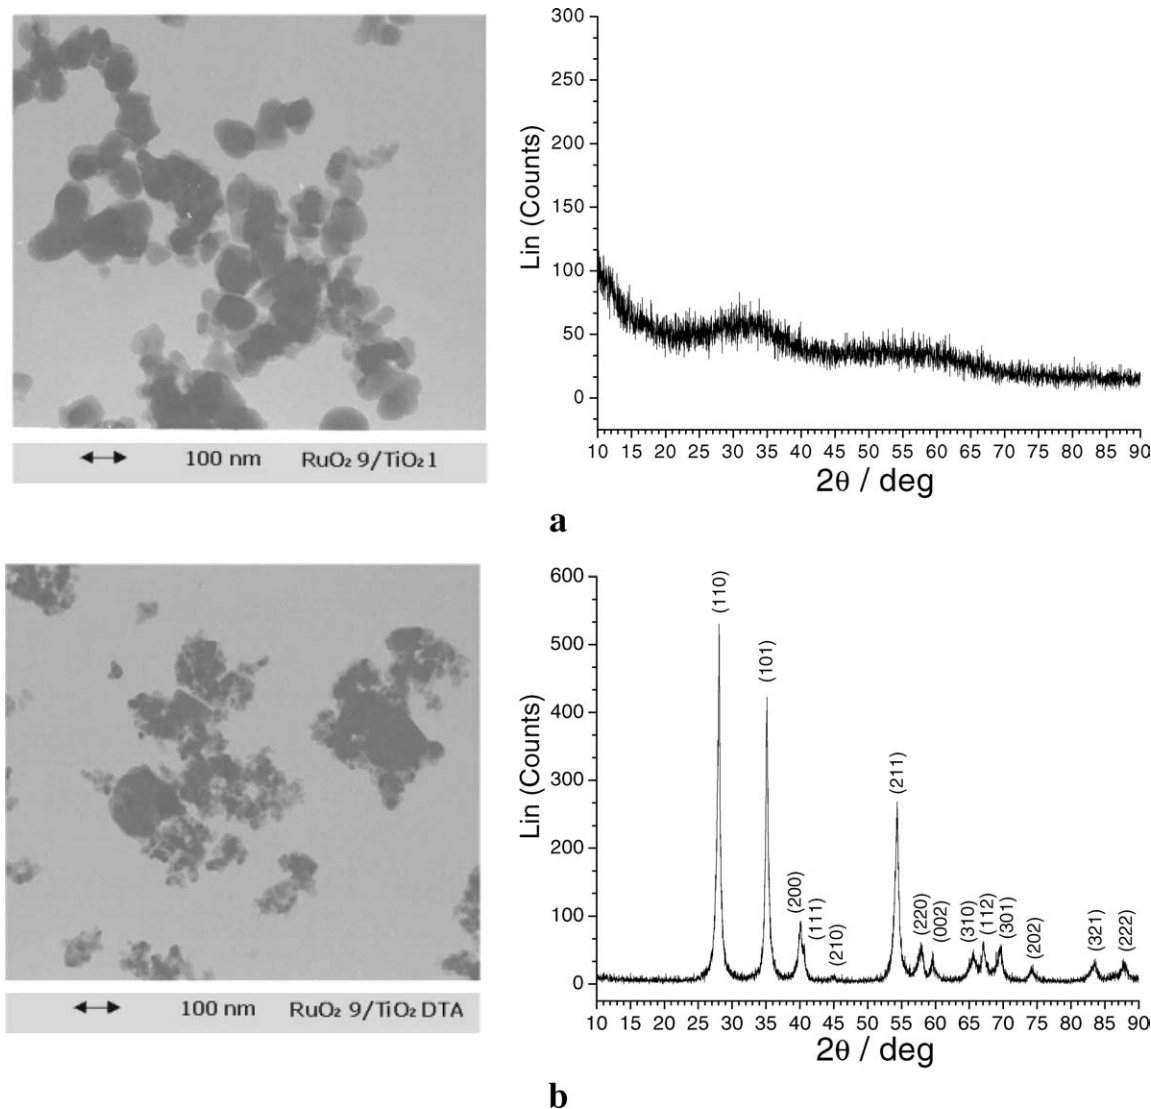 300
250
200
150
100
50
0
Lin (Counts)
10 15 20 25 30 35 40 45 50 55 60 65 70 75 80 85 90
2θ / deg
100 nm RuO₂ 9/TiO₂ 1
a
600
500
400
300
200
100
0
Lin (Counts)
(110)
(101)
(200)
(111)
(210)
(211)
(220)
(002)
(310)
(112)
(301)
(202)
(321)
(222)
10 15 20 25 30 35 40 45 50 55 60 65 70 75 80 85 90
2θ / deg
100 nm RuO₂ 9/TiO₂ DTA
b